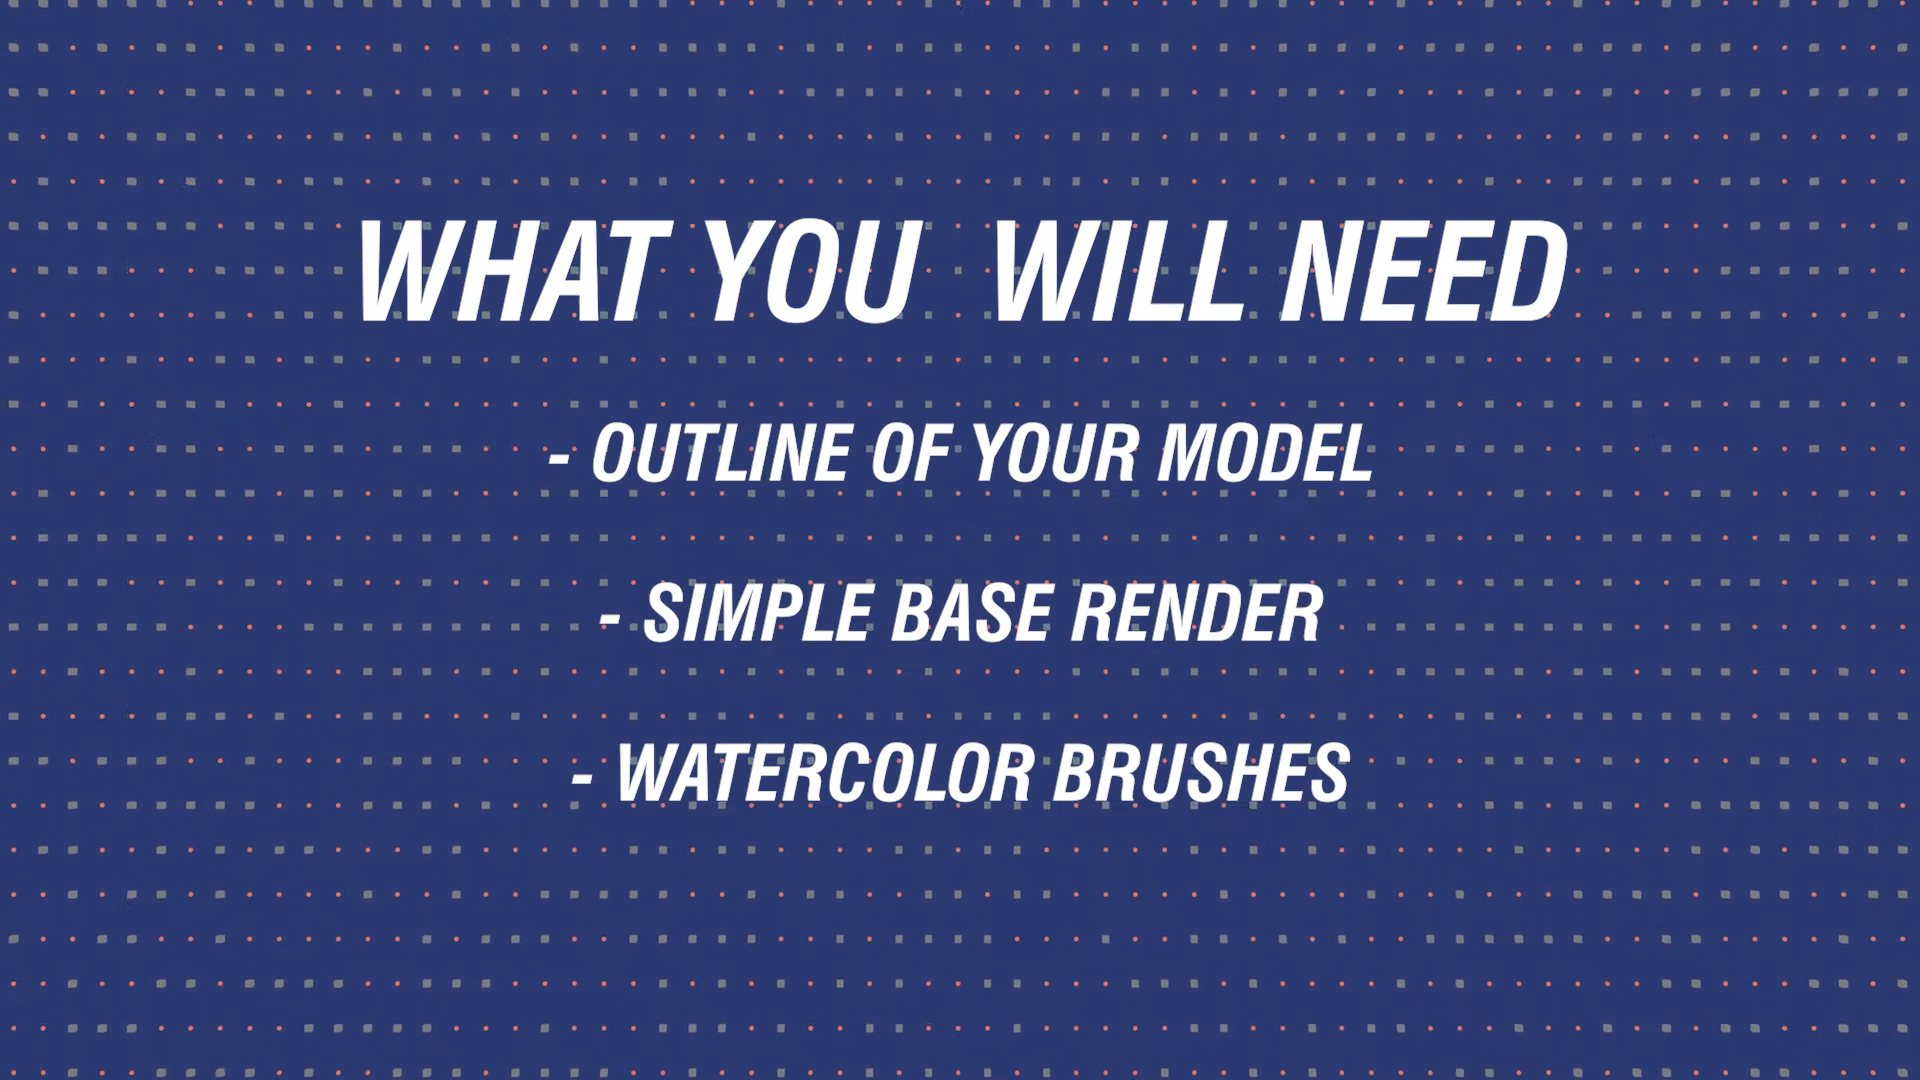 WHAT YOU  WILL NEED
- OUTLINE OF YOUR MODEL
- SIMPLE BASE RENDER
- WATERCOLOR BRUSHES